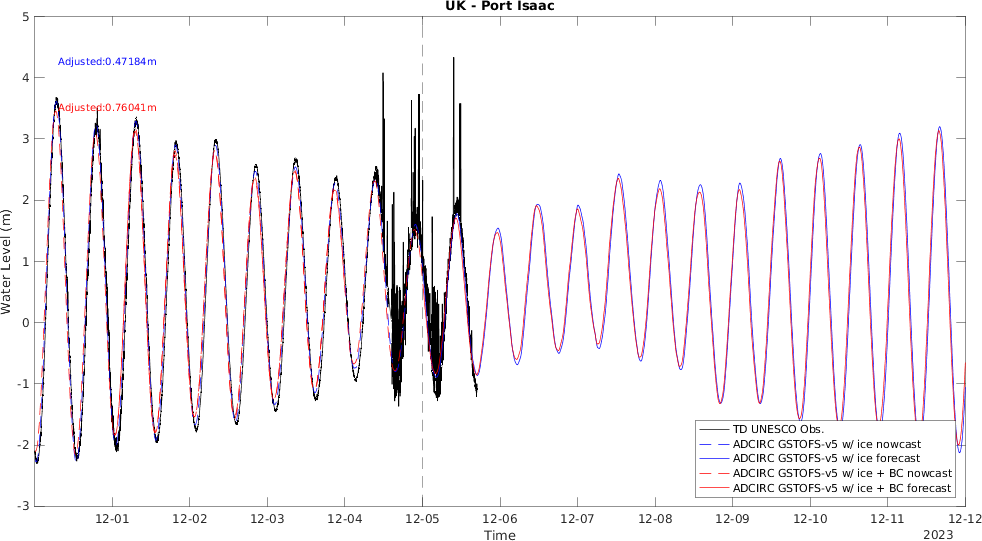 UK - Port Isaac
5
4
3
2
1
0
-1
-2
-3
Water Level (m)
Adjusted:0.47184m
Adjusted:0.76041m
TD UNESCO Obs.
ADCIRC GSTOFS-v5 w/ ice nowcast
ADCIRC GSTOFS-v5 w/ ice forecast
ADCIRC GSTOFS-v5 w/ ice + BC nowcast
ADCIRC GSTOFS-v5 w/ ice + BC forecast
12-01 12-02 12-03 12-04 12-05 12-06 12-07 12-08 12-09 12-10 12-11 12-12
Time
2023